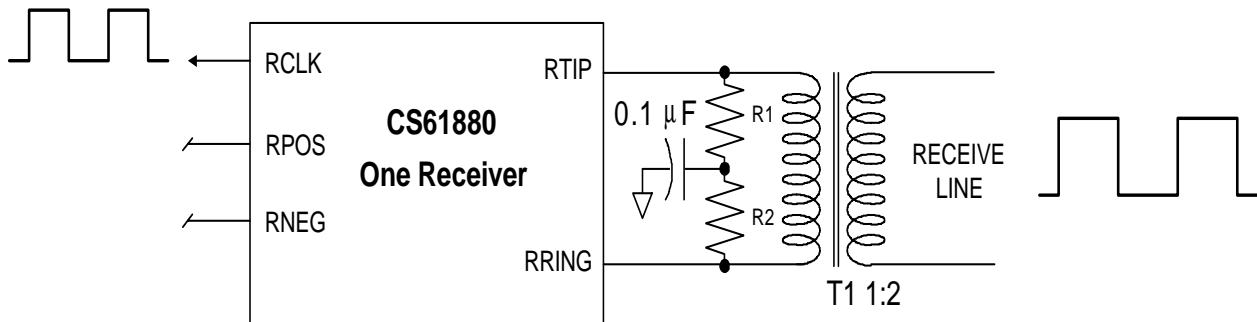 RCLK
RPOS
RNEG
CS61880
One Receiver
RTIP
RRING
0.1 μF
R1
R2
RECEIVE
LINE
T1 1:2